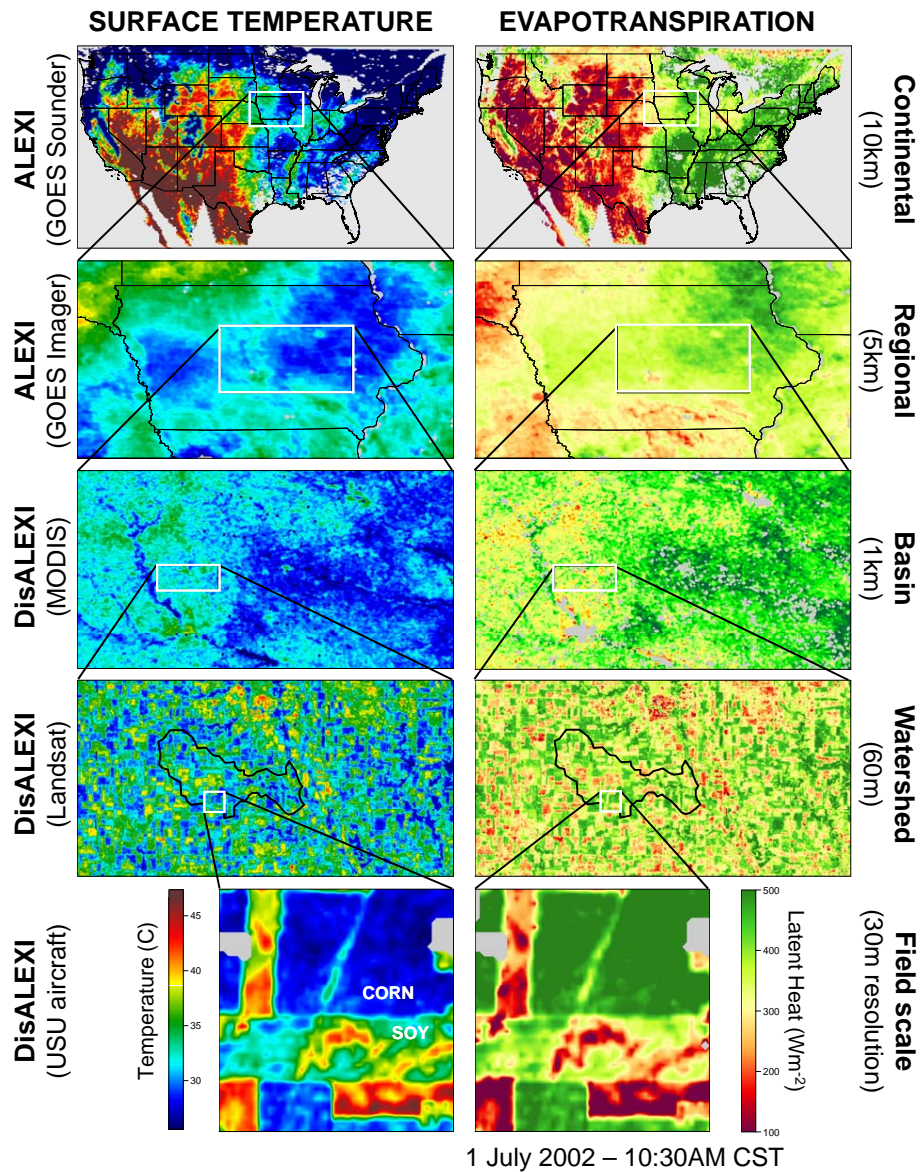 SURFACE TEMPERATURE
EVAPOTRANSPIRATION
ALEXI
(GOES Sounder)
Continental
(10km)
ALEXI
(GOES Imager)
Regional
(5km)
DisALEXI
(MODIS)
Basin
(1km)
DisALEXI
(Landsat)
Watershed
(60m)
DisALEXI
(USU aircraft)
Temperature (C)
45
40
35
30
CORN
SOY
Latent Heat (Wm-2)
500
400
300
200
100
Field scale
(30m resolution)
1 July 2002 – 10:30AM CST